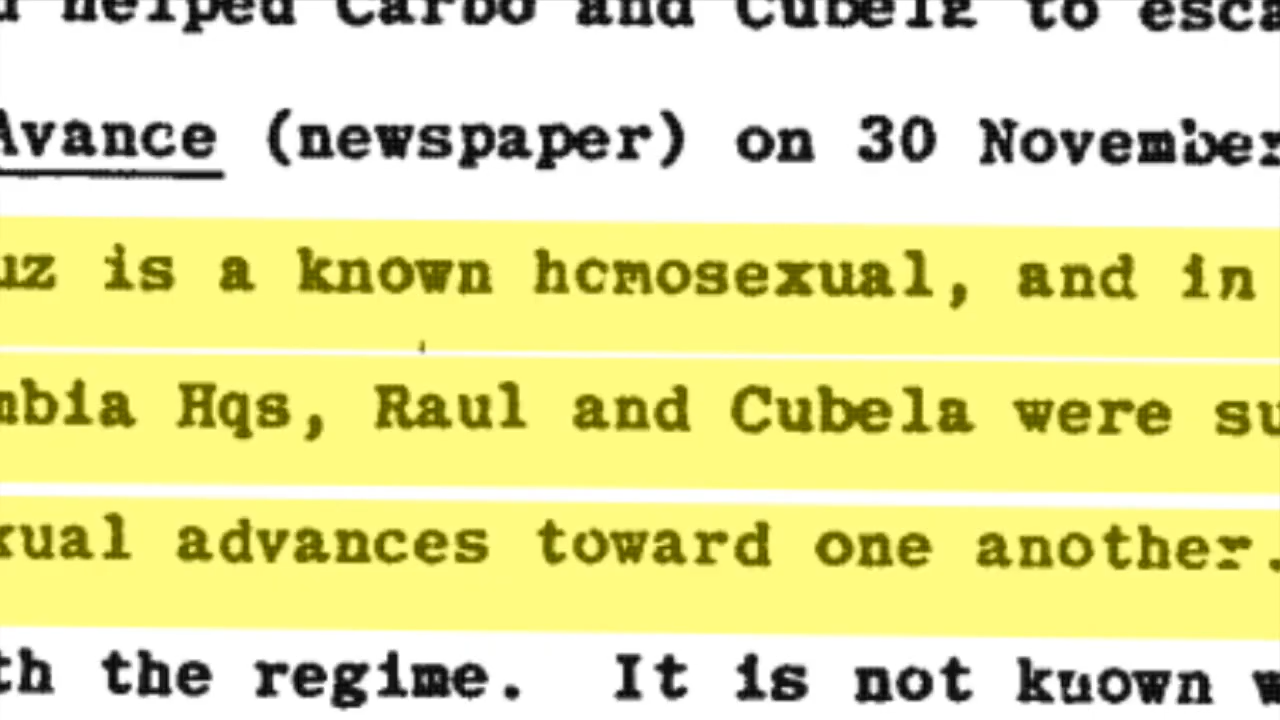 helped Carbo and Cubela to esca
Avance (newspaper) on 30 November
uz is a known hcmosexual, and in
mbia Hqs, Raul and Cubela were su
xual advances toward one another.
th the regime. It is not known w